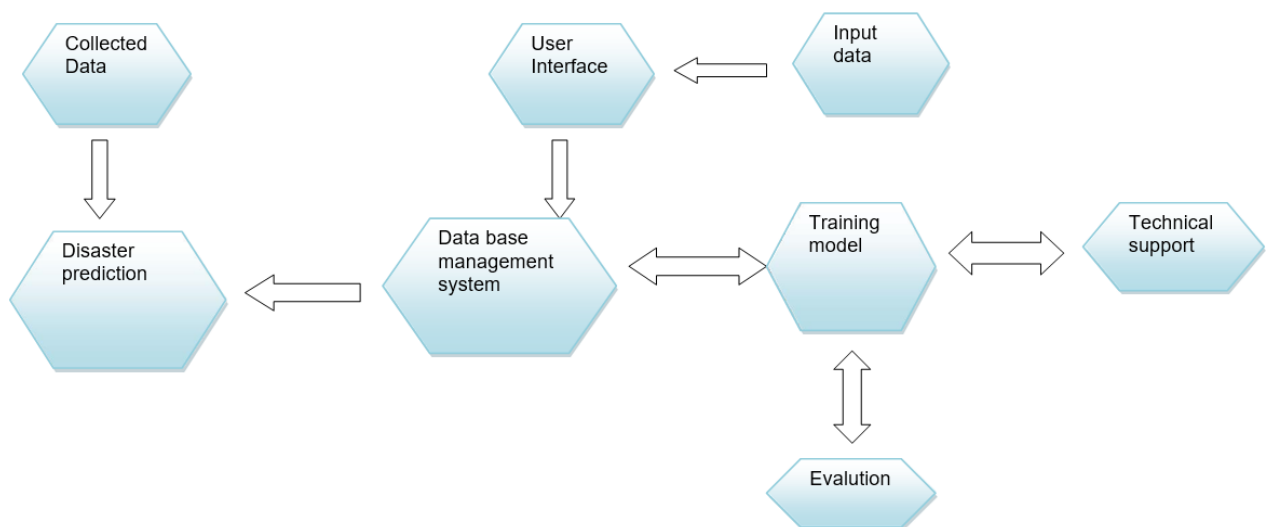 Collected
Data
User
Interface
Input
data
Disaster
prediction
Data base
management
system
Training
model
Technical
support
Evalution